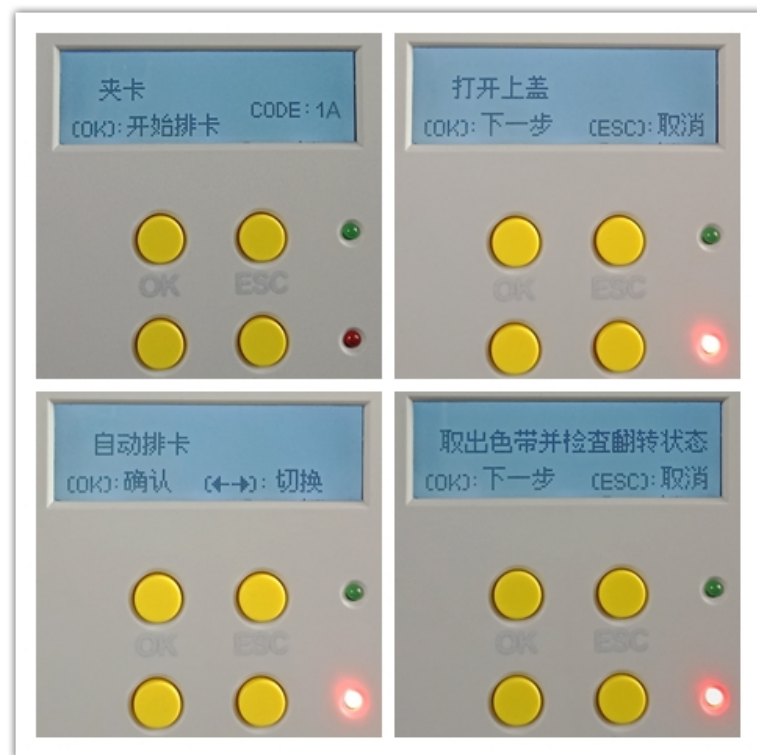 夹卡
CODE:1A
(OK):开始排卡
OK ESC
打开上盖
(OK):下一步 (ESC):取消
OK ESC
自动排卡
(OK):确认 (←→):切换
OK ESC
取出色带并检查翻转状态
(OK):下一步 (ESC):取消
OK ESC